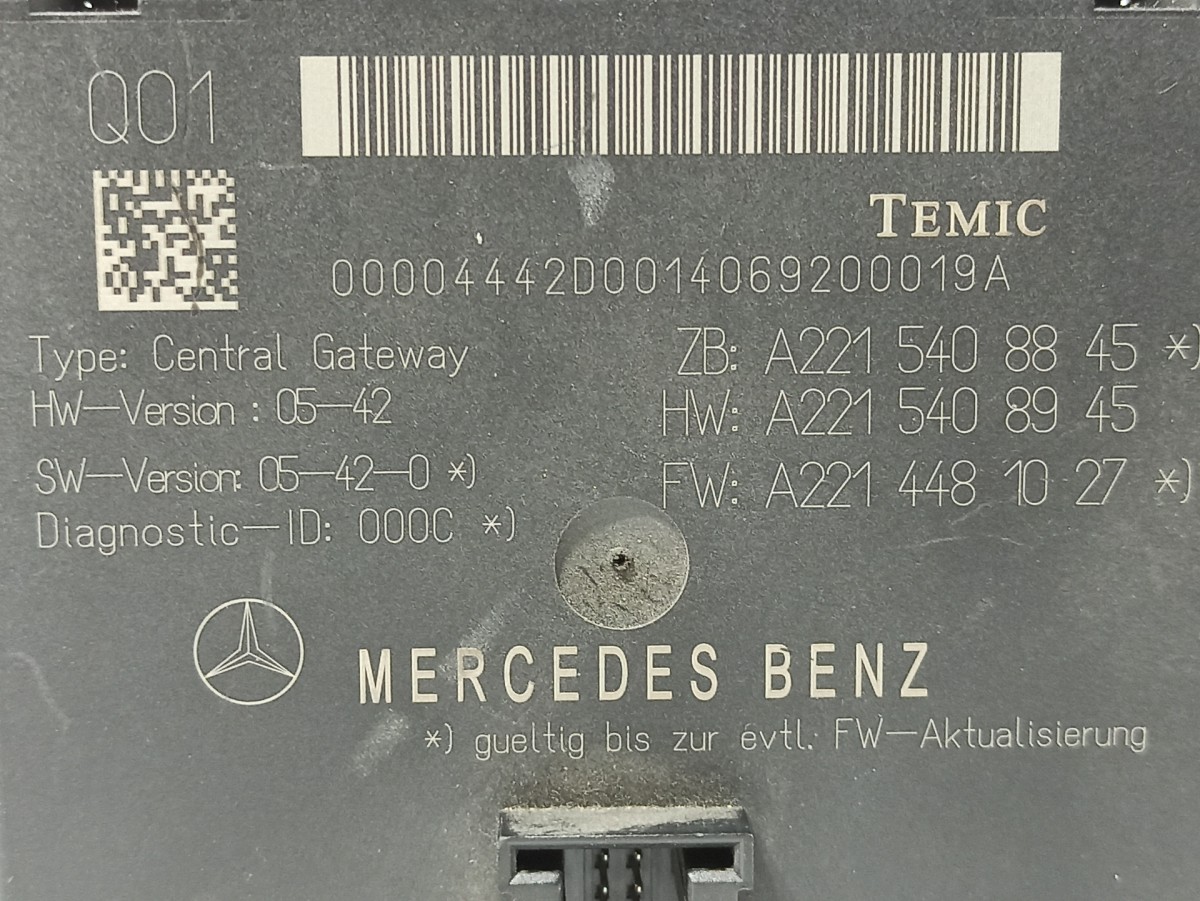 Q01
TEMIC
00004442D0014069200019A
Type: Central Gateway
ZB: A221 540 88 45 *)
HW-Version : 05-42
HW: A221 540 89 45
SW-Version: 05-42-0 *)
FW: A221 448 10 27 *)
Diagnostic-ID: 000C *)
MERCEDES BENZ
*) gueltig bis zur evtl. FW-Aktualisierung